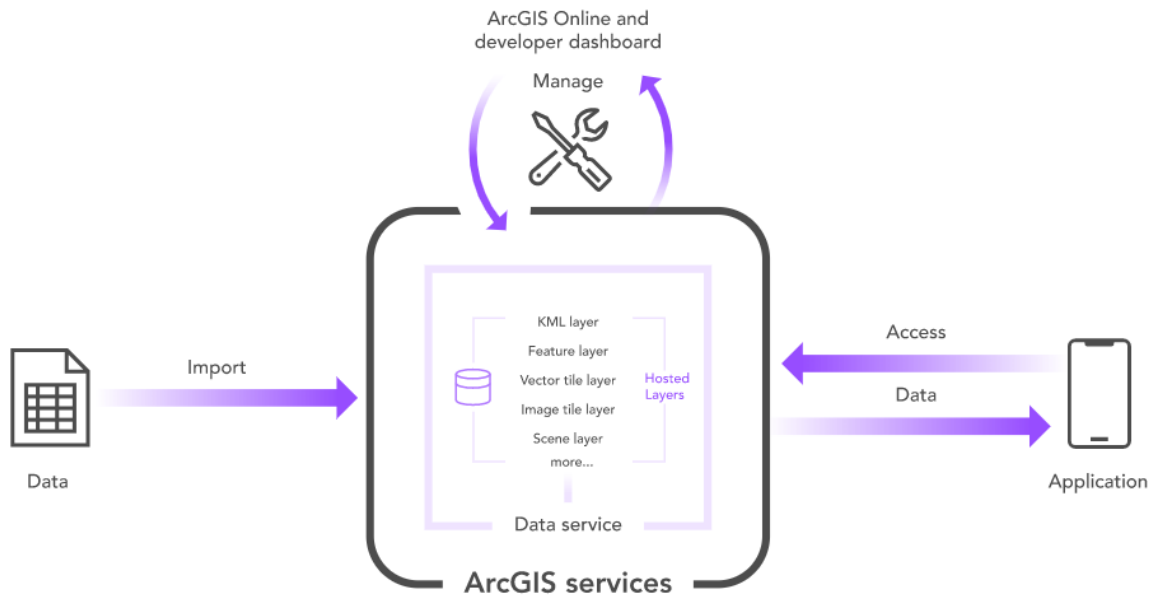 ArcGIS Online and
developer dashboard
Manage
Import
Data
KML layer
Feature layer
Vector tile layer
Image tile layer
Scene layer
more...
Hosted
Layers
Data service
ArcGIS services
Access
Data
Application